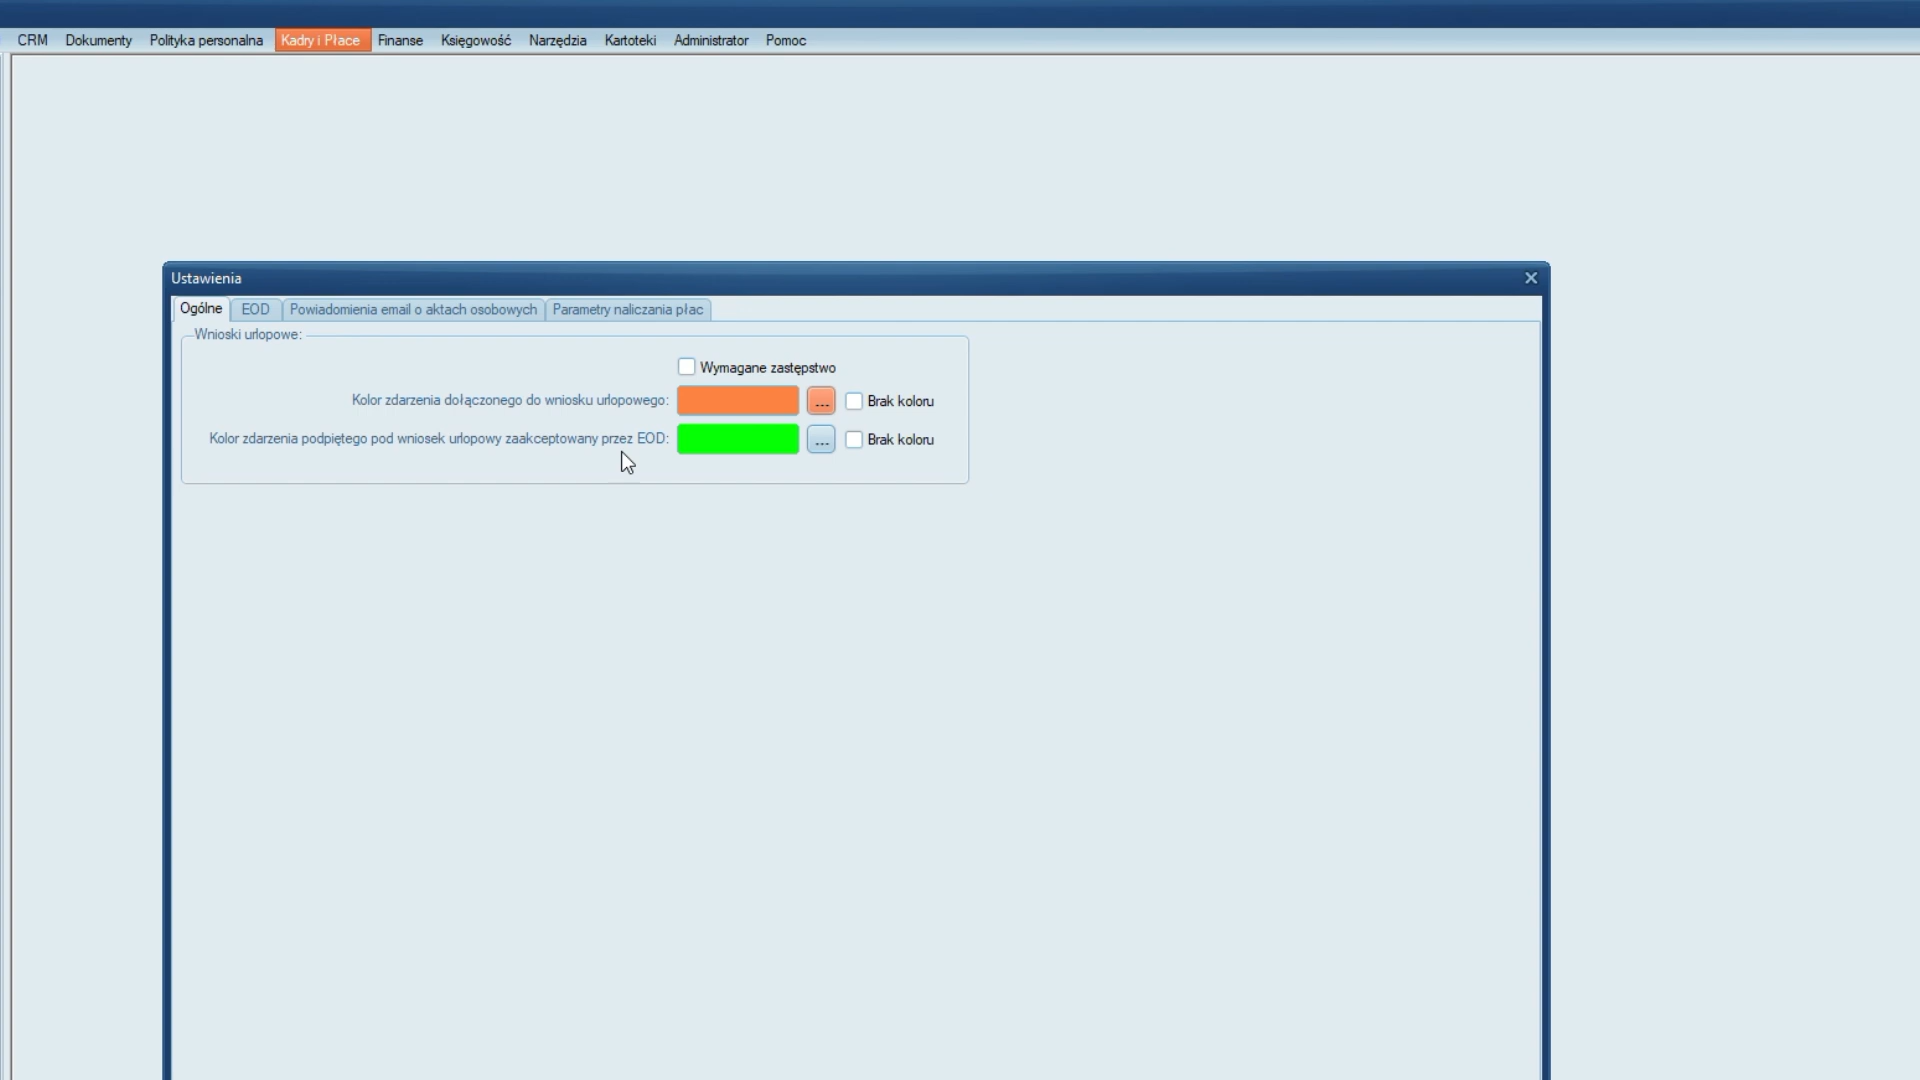 CRM Dokumenty Polityka personalna Kadry i Płace Finanse Księgowość Narzędzia Kartoteki Administrator Pomoc
Ustawienia
Ogólne EOD Powiadomienia email o aktach osobowych Parametry naliczania płac
Wnioski urlopowe:
Wymagane zastępstwo
Kolor zdarzenia dołączonego do wniosku urlopowego: ... Brak koloru
Kolor zdarzenia podpiętego pod wniosek urlopowy zaakceptowany przez EOD: ... Brak koloru